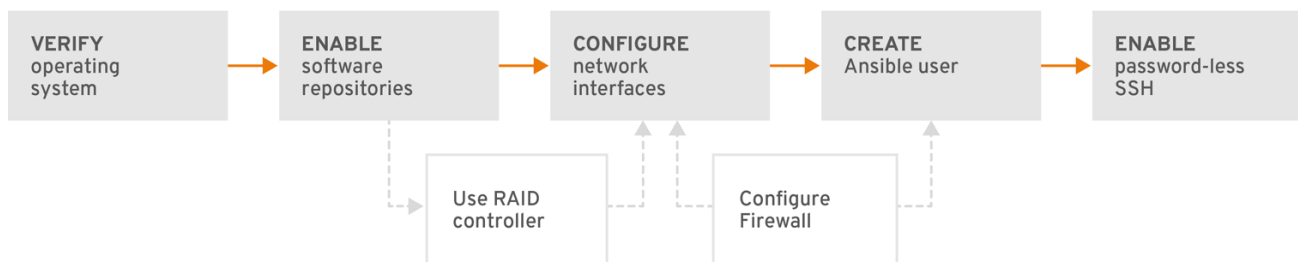 VERIFY
operating
system
ENABLE
software
repositories
CONFIGURE
network
interfaces
CREATE
Ansible user
ENABLE
password-less
SSH
Use RAID
controller
Configure
Firewall